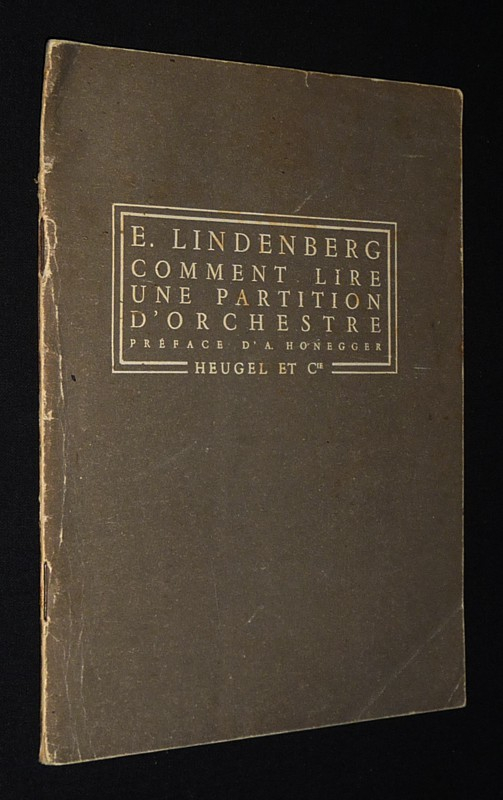 E. LINDENBERG
COMMENT LIRE
UNE PARTITION
D'ORCHESTRE
PRÉFACE D'A. HONEGGER
HEUGEL ET CIE